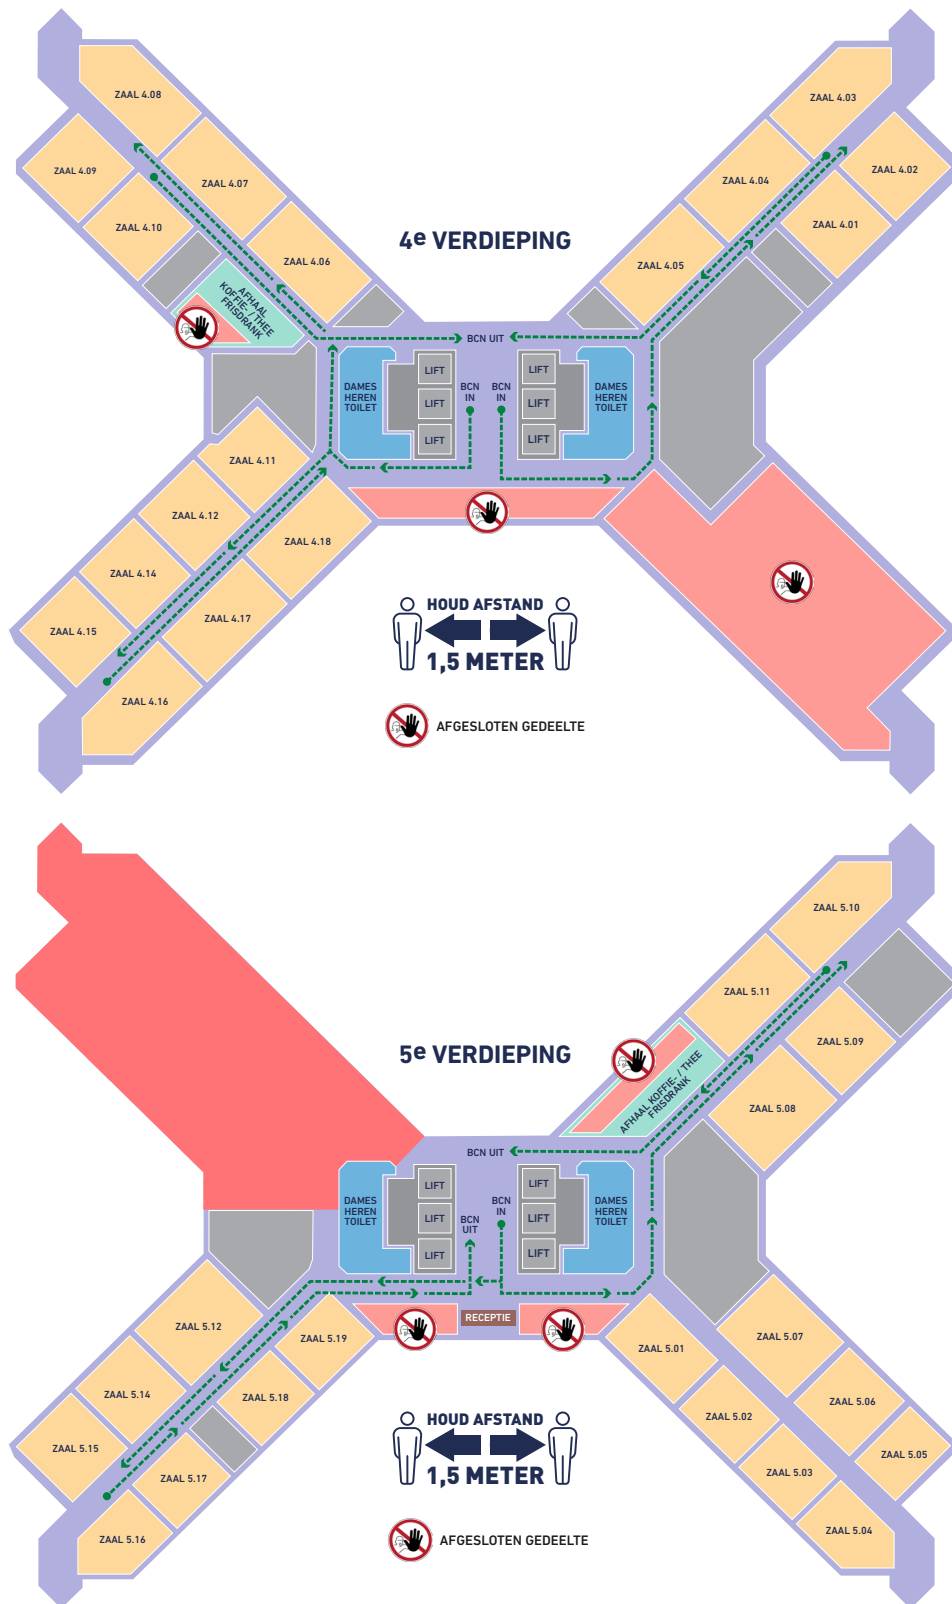 ZAAL 4.08
ZAAL 4.03
ZAAL 4.09
ZAAL 4.07
ZAAL 4.04
ZAAL 4.02
ZAAL 4.10
ZAAL 4.01
4e VERDIEPING
ZAAL 4.06
ZAAL 4.05
AFHAAL
KOFFIE- / THEE
FRISDRANK
BCN UIT
LIFT
LIFT
LIFT
LIFT
LIFT
LIFT
DAMES
HEREN
TOILET
BCN
IN
BCN
IN
DAMES
HEREN
TOILET
ZAAL 4.11
ZAAL 4.12
ZAAL 4.18
ZAAL 4.14
ZAAL 4.17
ZAAL 4.15
ZAAL 4.16
HOUD AFSTAND
1,5 METER
AFGESLOTEN GEDEELTE
ZAAL 5.10
ZAAL 5.11
ZAAL 5.09
5e VERDIEPING
AFHAAL KOFFIE- / THEE
FRISDRANK
ZAAL 5.08
BCN UIT
LIFT
LIFT
LIFT
LIFT
LIFT
LIFT
DAMES
HEREN
TOILET
BCN
UIT
BCN
IN
DAMES
HEREN
TOILET
RECEPTIE
ZAAL 5.12
ZAAL 5.19
ZAAL 5.01
ZAAL 5.07
ZAAL 5.14
ZAAL 5.18
ZAAL 5.02
ZAAL 5.06
ZAAL 5.15
ZAAL 5.17
ZAAL 5.03
ZAAL 5.05
ZAAL 5.16
ZAAL 5.04
HOUD AFSTAND
1,5 METER
AFGESLOTEN GEDEELTE